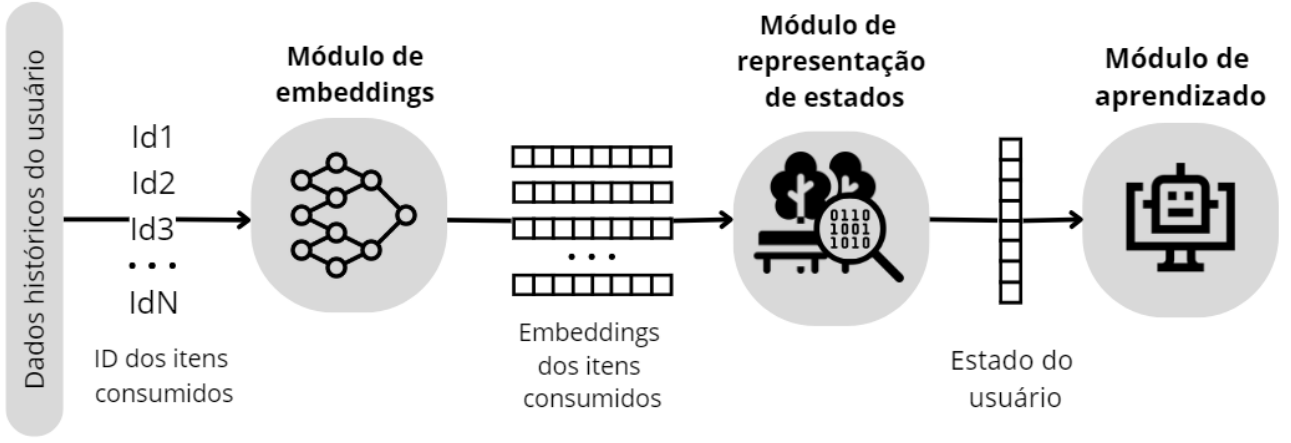 Dados históricos do usuário
Id1
Id2
Id3
...
IdN
ID dos itens
consumidos
Módulo de
embeddings
...
Embeddings
dos itens
consumidos
Módulo de
representação
de estados
0110
1001
1010
Estado do
usuário
Módulo de
aprendizado